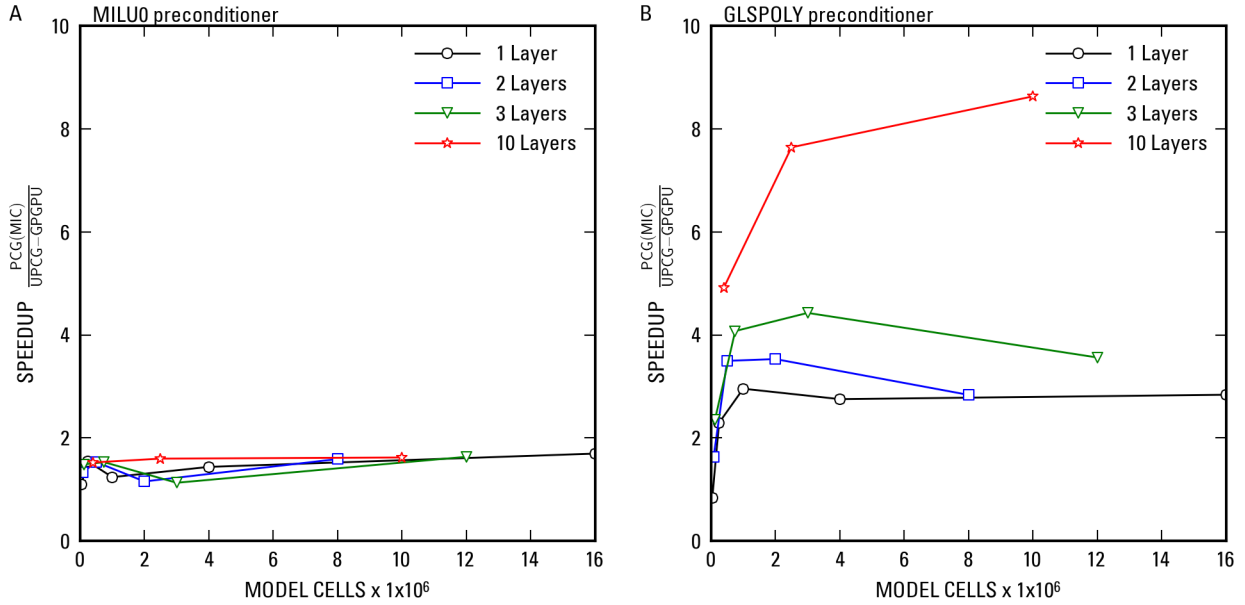 A MILU0 preconditioner
10
8
6
4
2
0
0 2 4 6 8 10 12 14 16
1 Layer
2 Layers
3 Layers
10 Layers
SPEEDUP PCG(MIC)
UPCG−GPGPU
MODEL CELLS x 1x10⁶
B GLSPOLY preconditioner
10
8
6
4
2
0
0 2 4 6 8 10 12 14 16
1 Layer
2 Layers
3 Layers
10 Layers
SPEEDUP PCG(MIC)
UPCG−GPGPU
MODEL CELLS x 1x10⁶